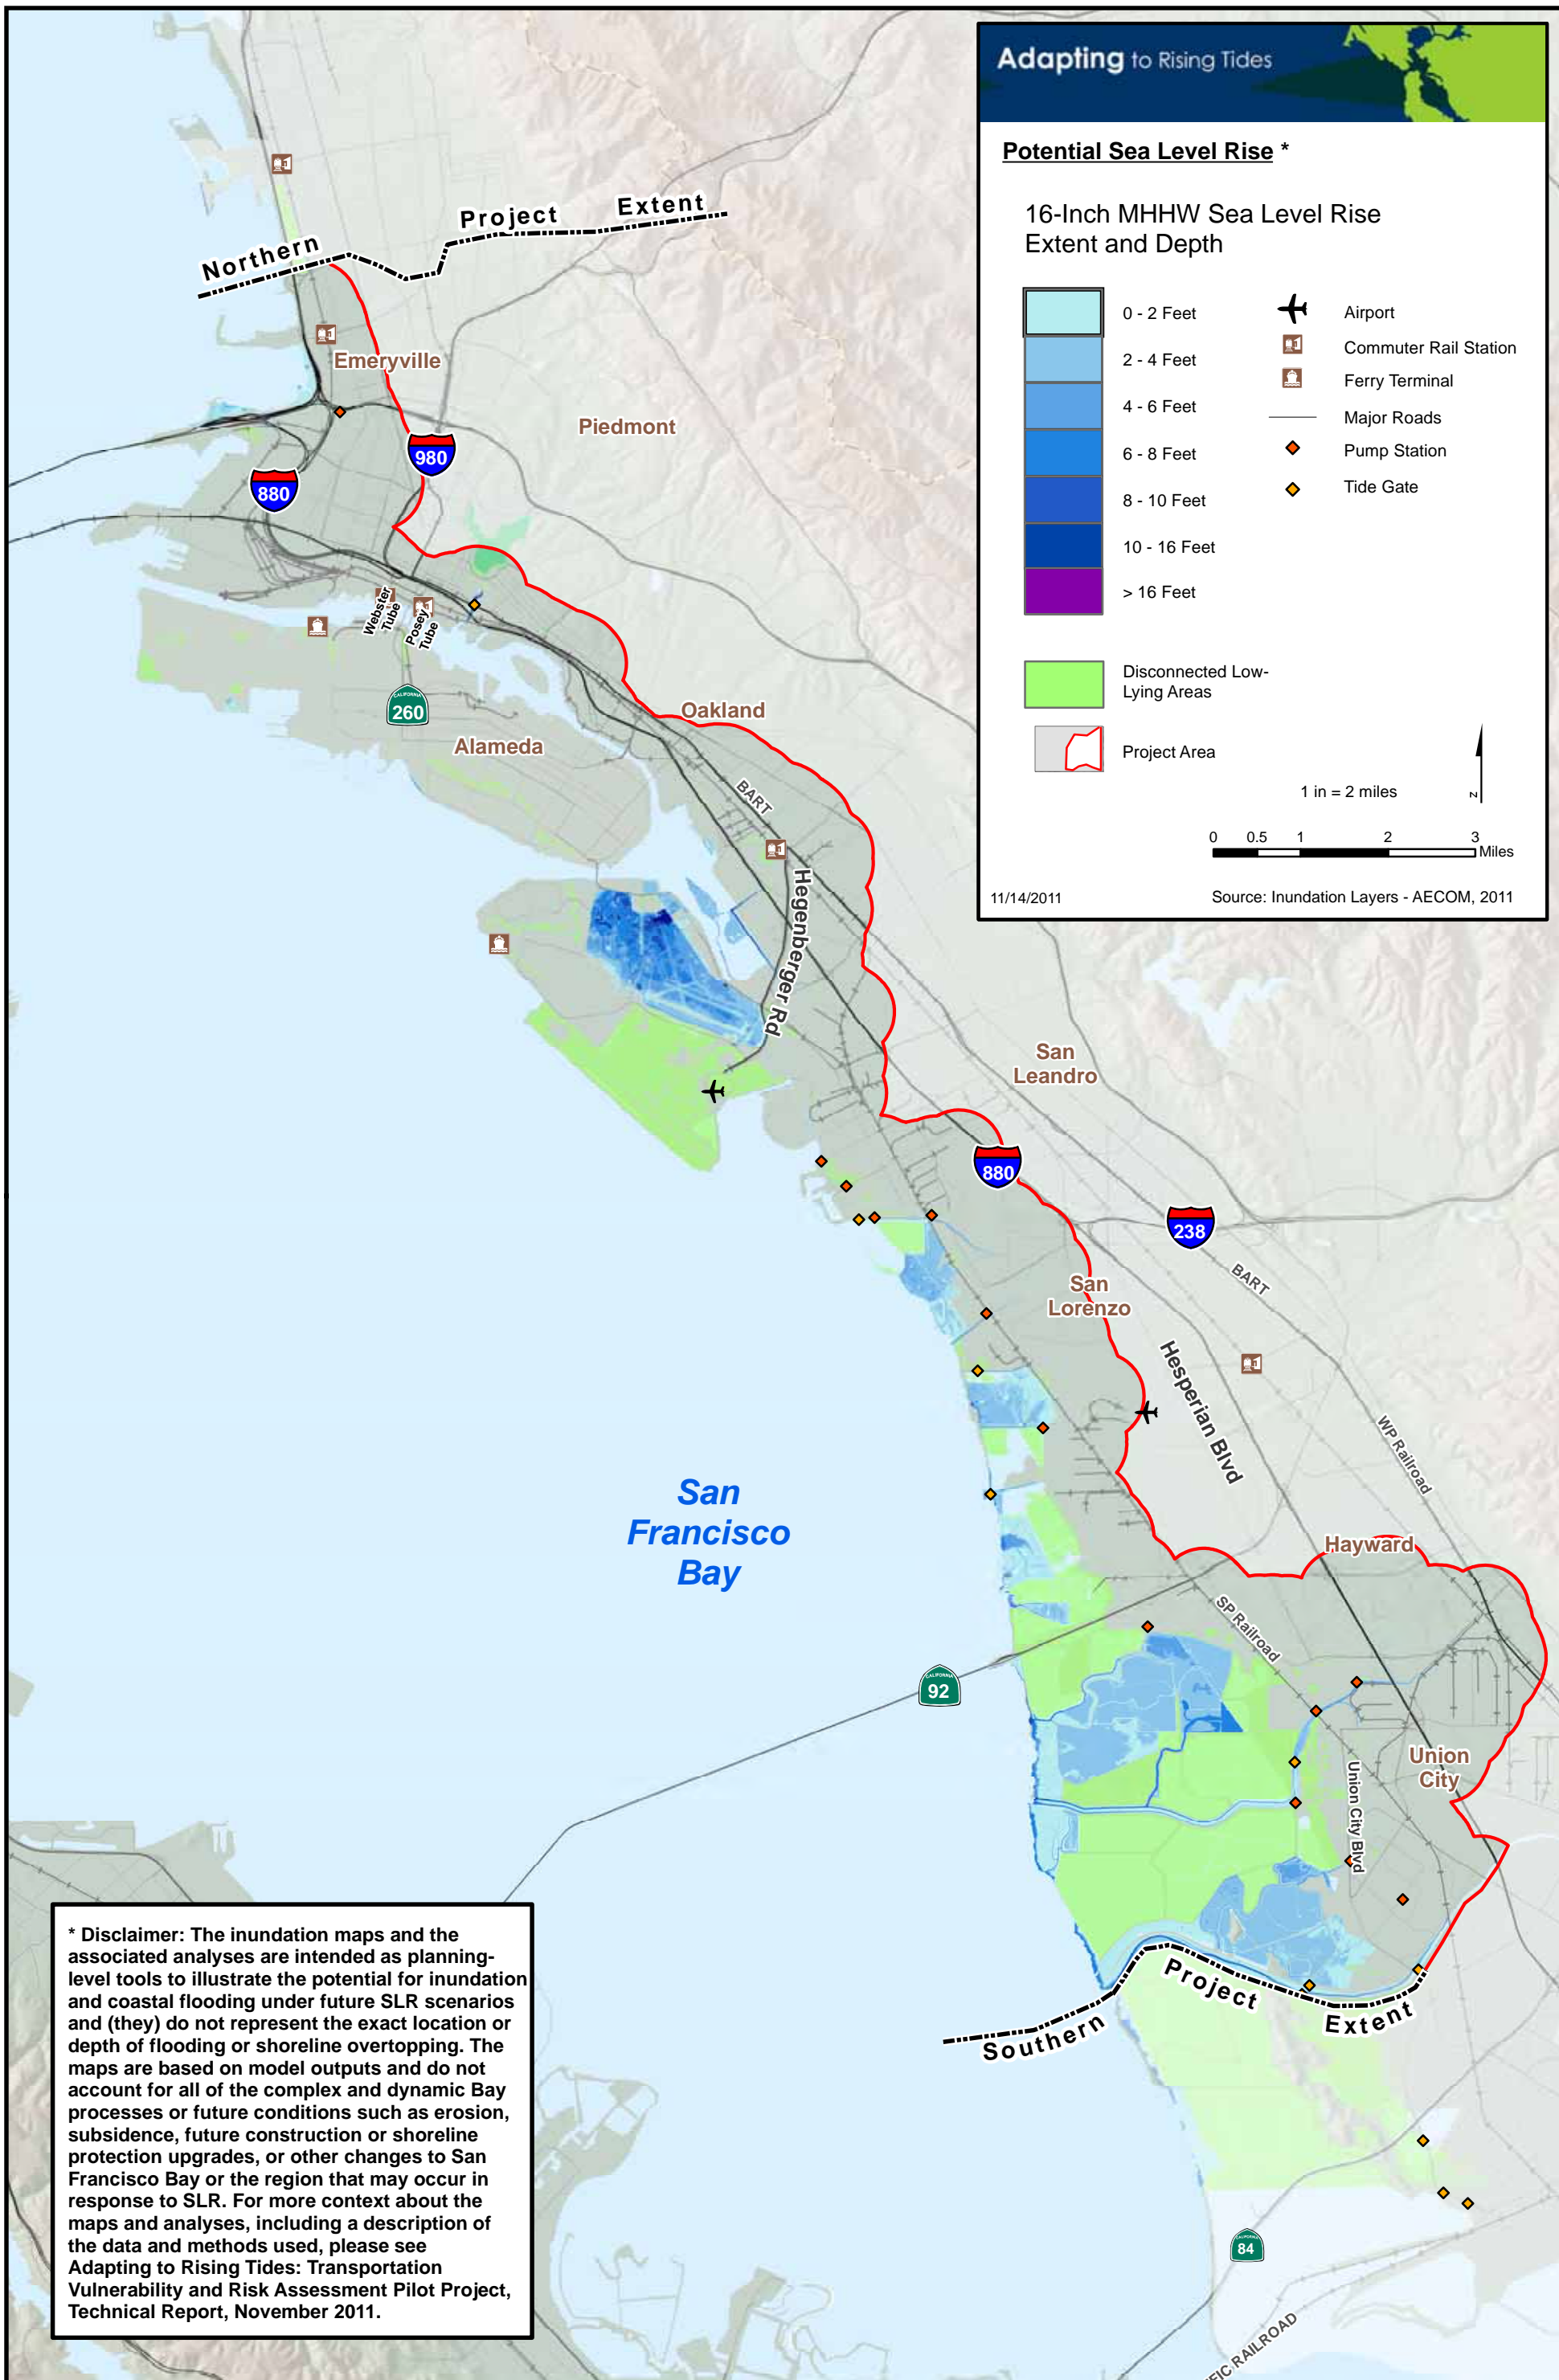 Adapting to Rising Tides
Potential Sea Level Rise *
16-Inch MHHW Sea Level Rise
Extent and Depth
0 - 2 Feet
2 - 4 Feet
4 - 6 Feet
6 - 8 Feet
8 - 10 Feet
10 - 16 Feet
> 16 Feet
Airport
Commuter Rail Station
Ferry Terminal
Major Roads
Pump Station
Tide Gate
Disconnected Low-
Lying Areas
Project Area
1 in = 2 miles
N
0 0.5 1 2 3
Miles
11/14/2011
Source: Inundation Layers - AECOM, 2011
Northern Project Extent
Emeryville
Piedmont
980
880
Webster
Tube
Posey
Tube
CALIFORNIA
260
Oakland
Alameda
BART
Hegenberger Rd
San
Leandro
880
238
BART
San
Lorenzo
Hesperian Blvd
WP Railroad
San
Francisco
Bay
Hayward
SP Railroad
CALIFORNIA
92
Union
City
Union City Blvd
Southern Project Extent
CALIFORNIA
84
FIC RAILROAD
* Disclaimer: The inundation maps and the
associated analyses are intended as planning-
level tools to illustrate the potential for inundation
and coastal flooding under future SLR scenarios
and (they) do not represent the exact location or
depth of flooding or shoreline overtopping. The
maps are based on model outputs and do not
account for all of the complex and dynamic Bay
processes or future conditions such as erosion,
subsidence, future construction or shoreline
protection upgrades, or other changes to San
Francisco Bay or the region that may occur in
response to SLR. For more context about the
maps and analyses, including a description of
the data and methods used, please see
Adapting to Rising Tides: Transportation
Vulnerability and Risk Assessment Pilot Project,
Technical Report, November 2011.